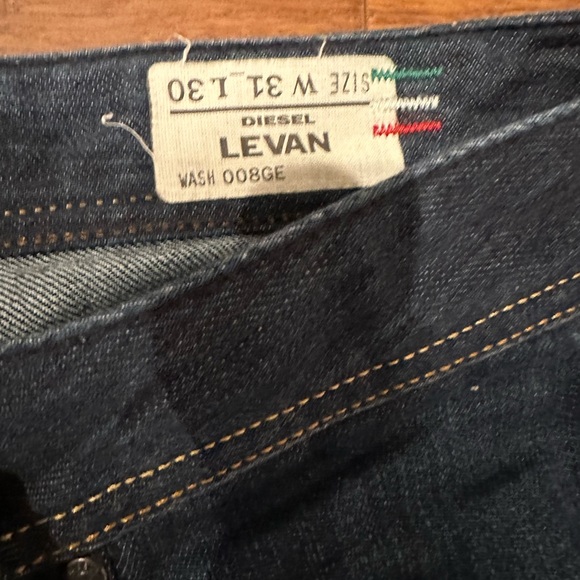 SIZE W 31 L 30
DIESEL
LEVAN
WASH 008GE